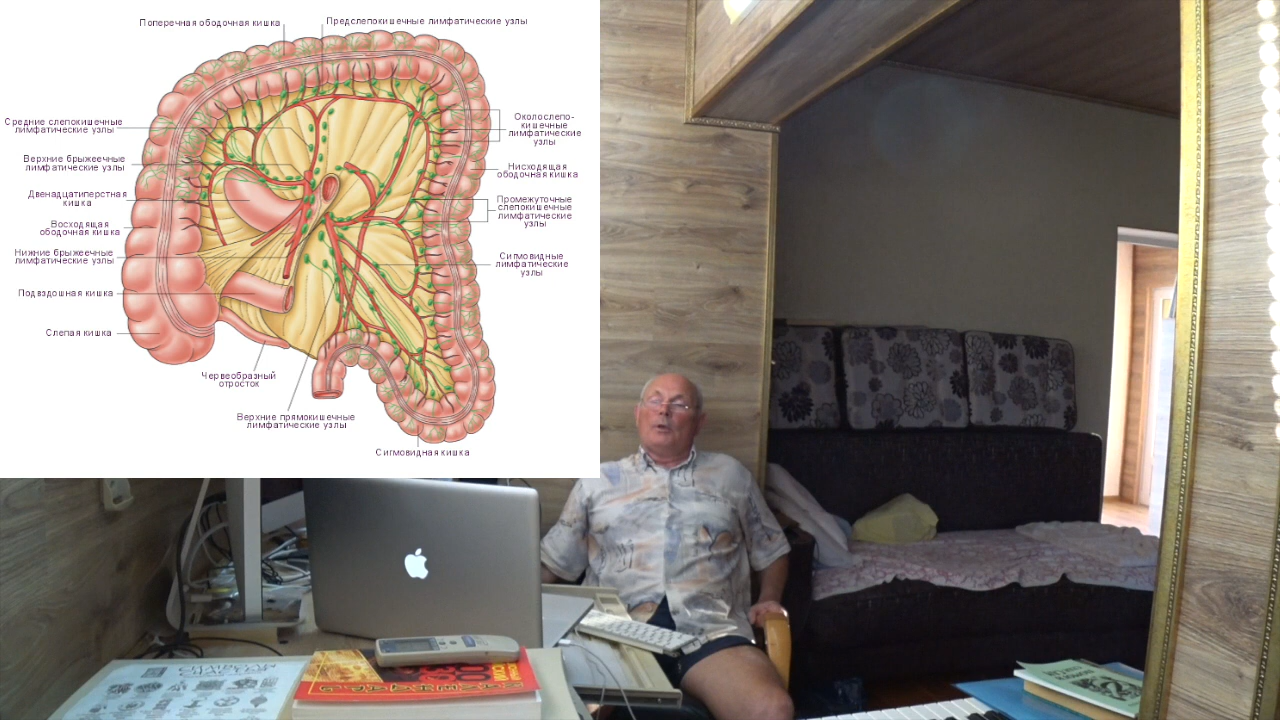 Поперечная ободочная кишка
Предслепокишечные лимфатические узлы
Средние слепокишечные
лимфатические узлы
Верхние брыжеечные
лимфатические узлы
Двенадцатиперстная
кишка
Восходящая
ободочная кишка
Нижние брыжеечные
лимфатические узлы
Подвздошная кишка
Слепая кишка
Червеобразный
отросток
Верхние прямокишечные
лимфатические узлы
Сигмовидная кишка
Околослепо-
кишечные
лимфатические
узлы
Нисходящая
ободочная кишка
Промежуточные
слепокишечные
лимфатические
узлы
Сигмовидные
лимфатические
узлы